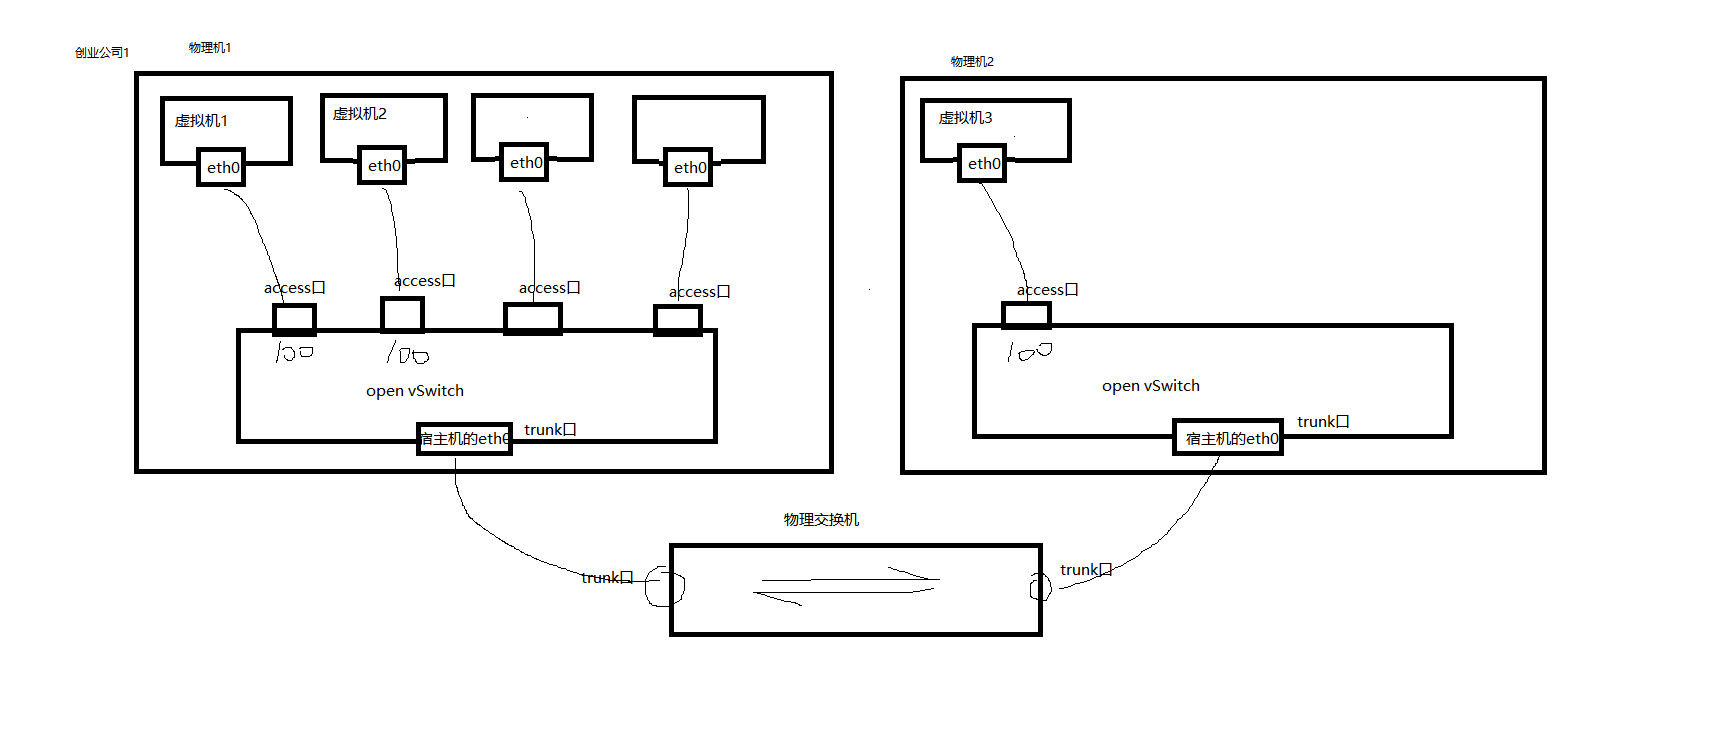 创业公司1
物理机1
物理机2
虚拟机1
虚拟机2
虚拟机3
eth0
eth0
eth0
eth0
eth0
access口
access口
access口
access口
access口
100
100
100
open vSwitch
open vSwitch
宿主机的eth0
trunk口
宿主机的eth0
trunk口
物理交换机
trunk口
trunk口